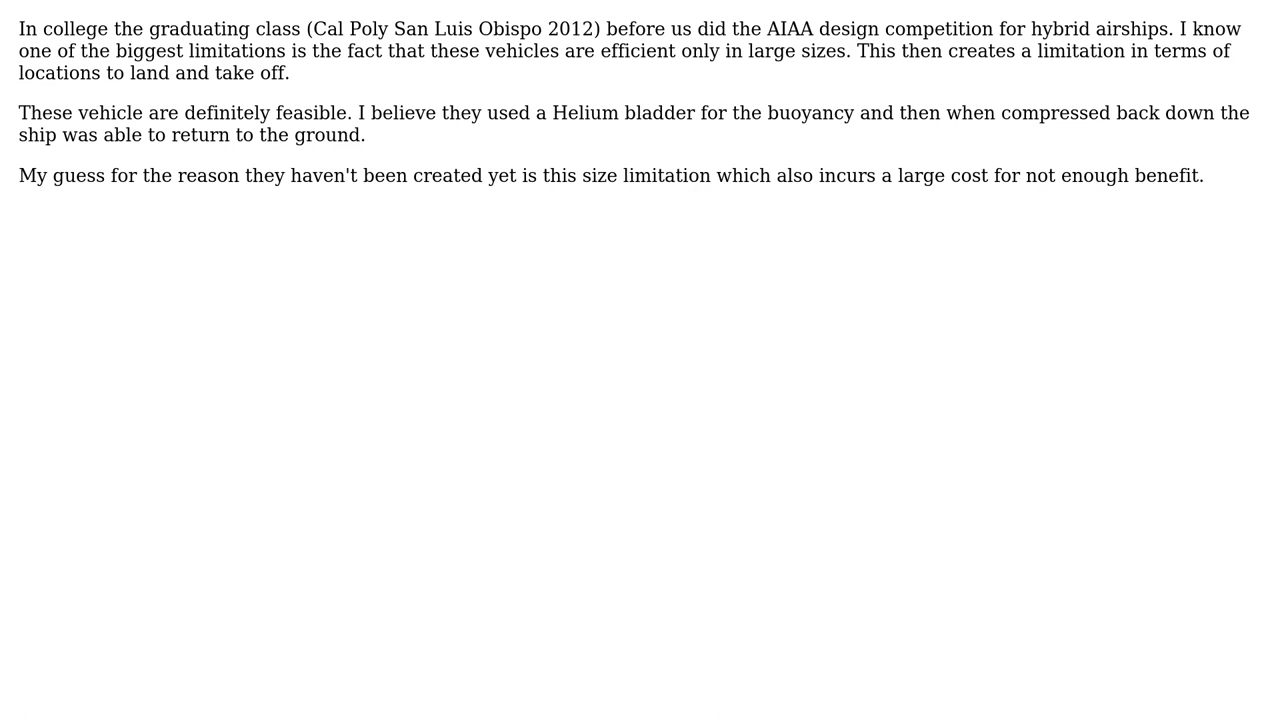 In college the graduating class (Cal Poly San Luis Obispo 2012) before us did the AIAA design competition for hybrid airships. I know
one of the biggest limitations is the fact that these vehicles are efficient only in large sizes. This then creates a limitation in terms of
locations to land and take off.
These vehicle are definitely feasible. I believe they used a Helium bladder for the buoyancy and then when compressed back down the
ship was able to return to the ground.
My guess for the reason they haven't been created yet is this size limitation which also incurs a large cost for not enough benefit.